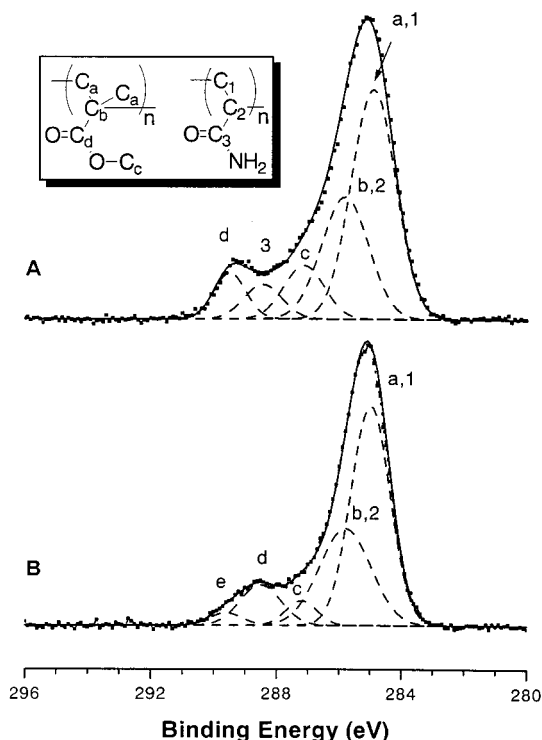 a,1
Ca
Ca
Cb
n
O=Cd
O-Cc
C1
C2
n
O=C3
NH2
b,2
d
3
c
A
a,1
b,2
d
e
c
B
296 292 288 284 280
Binding Energy (eV)